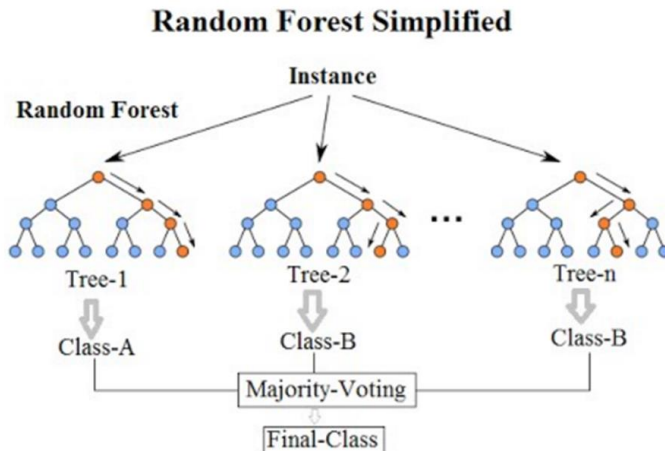 Random Forest Simplified
Instance
Random Forest
...
Tree-1
Tree-2
Tree-n
Class-A
Class-B
Class-B
Majority-Voting
Final-Class